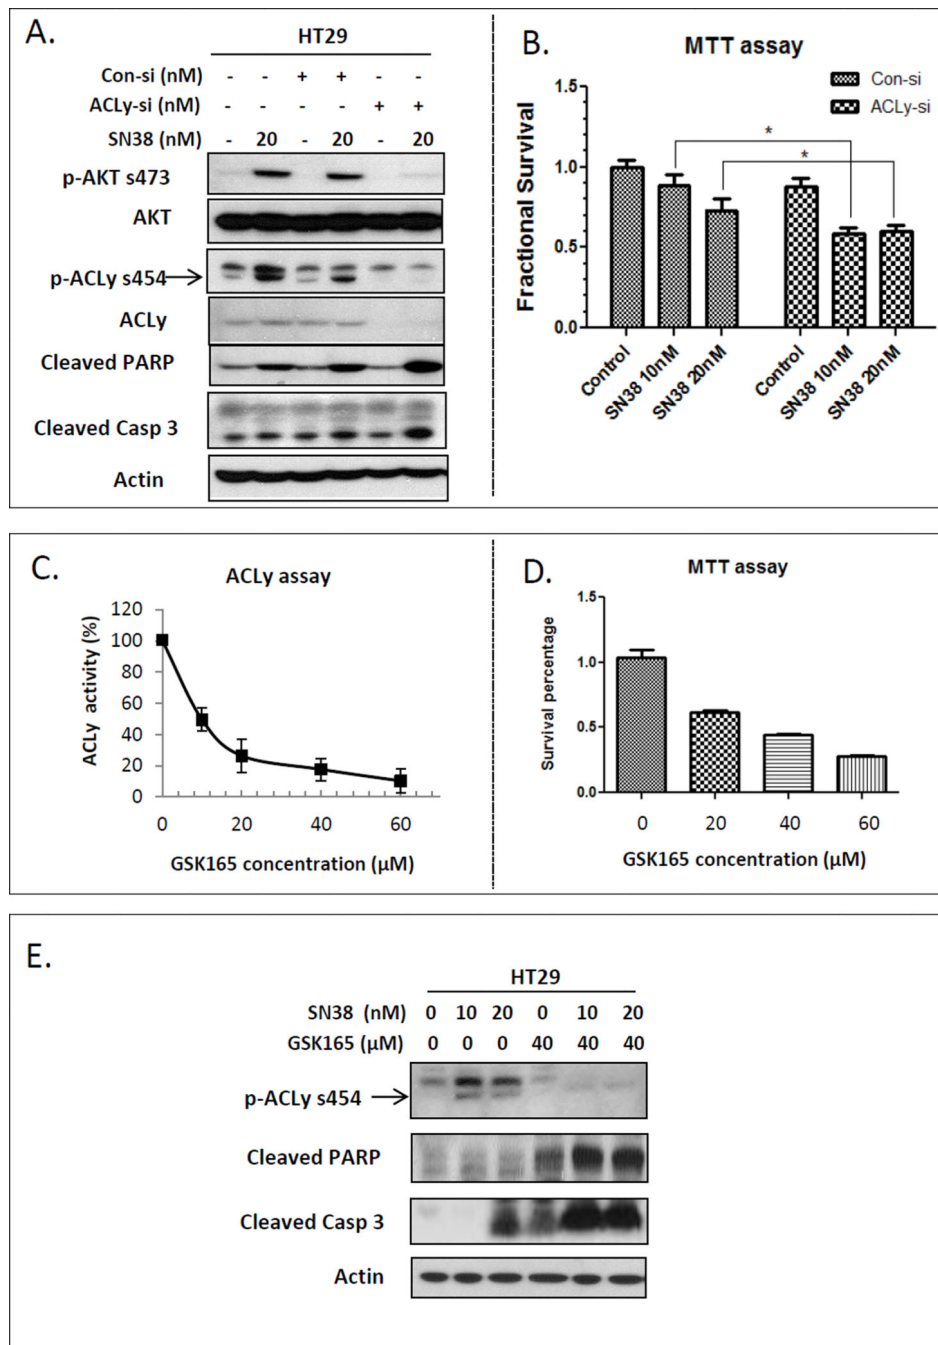 A.
HT29
Con-si (nM) - - + + - -
ACLy-si (nM) - - - - + +
SN38 (nM) - 20 - 20 - 20
p-AKT s473
AKT
p-ACLy s454
ACLy
Cleaved PARP
Cleaved Casp 3
Actin
B.
MTT assay
Con-si
ACLy-si
*
*
Fractional Survival
1.5
1.0
0.5
0.0
Control
SN38 10nM
SN38 20nM
Control
SN38 10nM
SN38 20nM
C.
ACLy assay
ACLy activity (%)
120
100
80
60
40
20
0
0 20 40 60
GSK165 concentration (µM)
D.
MTT assay
Survival percentage
1.5
1.0
0.5
0.0
0 20 40 60
GSK165 concentration (µM)
E.
HT29
SN38 (nM) 0 10 20 0 10 20
GSK165 (µM) 0 0 0 40 40 40
p-ACLy s454
Cleaved PARP
Cleaved Casp 3
Actin